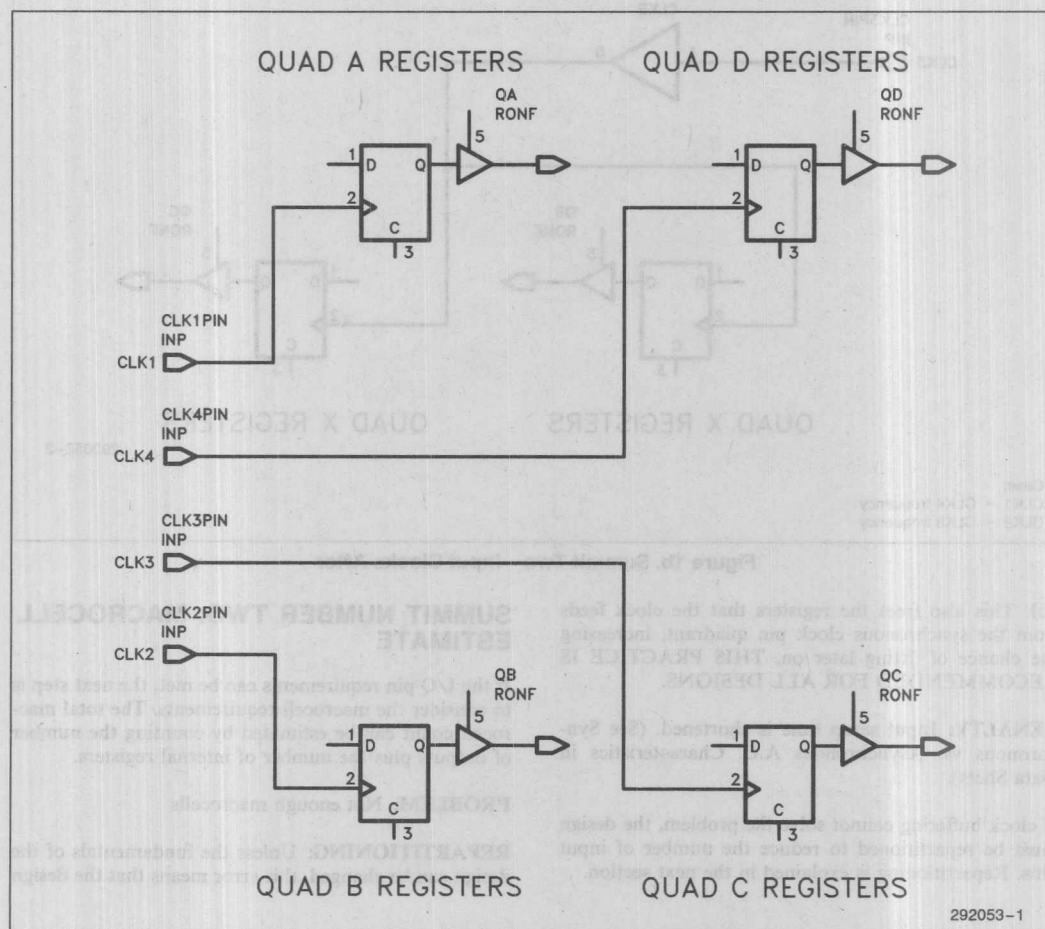 QUAD A REGISTERS
QUAD D REGISTERS
QA
RONF
QD
RONF
5
5
1
D
Q
1
D
Q
2
2
C
C
3
3
CLK1PIN
INP
CLK1
CLK4PIN
INP
CLK4
CLK3PIN
INP
CLK3
CLK2PIN
INP
CLK2
QB
RONF
QC
RONF
5
5
1
D
Q
1
D
Q
2
2
C
C
3
3
QUAD B REGISTERS
QUAD C REGISTERS
292053-1